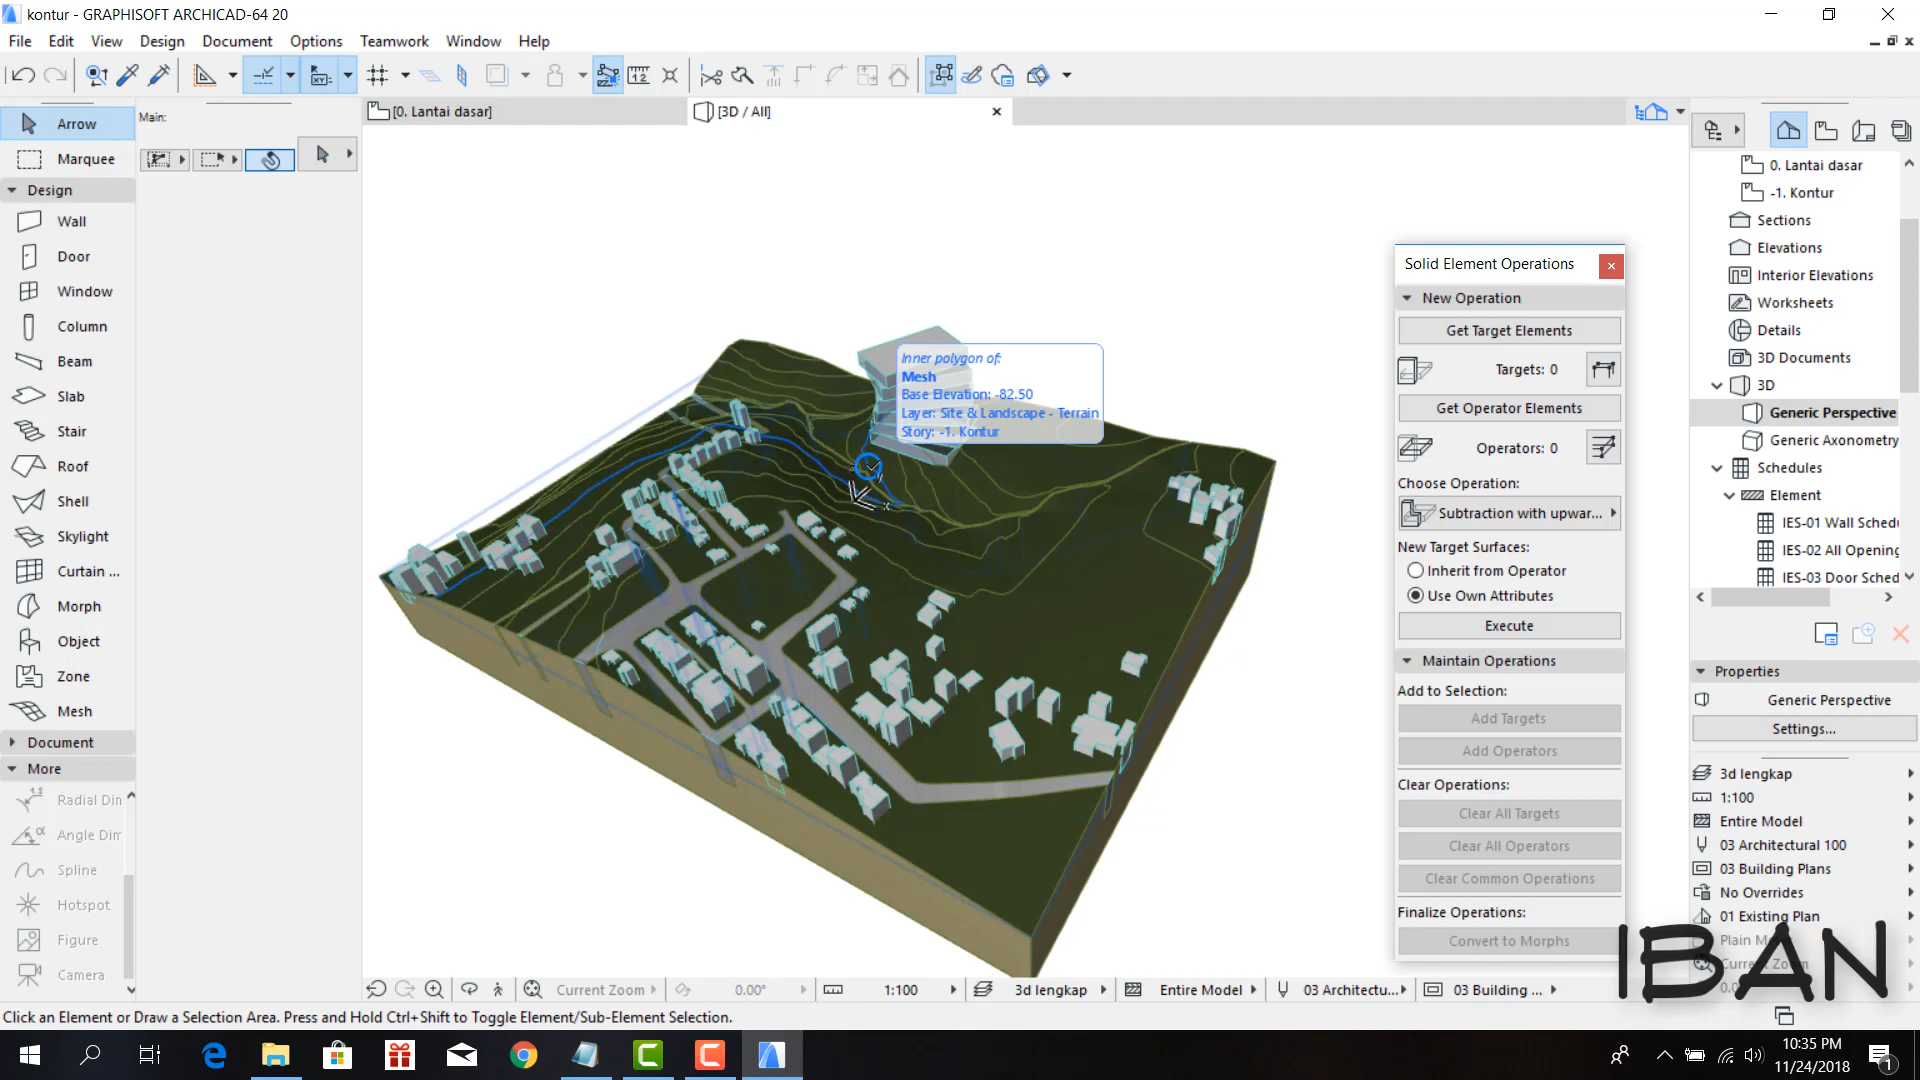 kontur - GRAPHISOFT ARCHICAD-64 20
File Edit View Design Document Options Teamwork Window Help
[0. Lantai dasar]
[3D / All]
Main:
Arrow
Marquee
Design
Wall
Door
Window
Column
Beam
Slab
Stair
Roof
Shell
Skylight
Curtain ...
Morph
Object
Zone
Mesh
Document
More
Radial Din
Angle Dim
Spline
Hotspot
Figure
Camera
Inner polygon of:
Mesh
Base Elevation: -82.50
Layer: Site & Landscape - Terrain
Story: -1. Kontur
Solid Element Operations
New Operation
Get Target Elements
Targets: 0
Get Operator Elements
Operators: 0
Choose Operation:
Subtraction with upwar...
New Target Surfaces:
Inherit from Operator
Use Own Attributes
Execute
Maintain Operations
Add to Selection:
Add Targets
Add Operators
Clear Operations:
Clear All Targets
Clear All Operators
Clear Common Operations
Finalize Operations:
Convert to Morphs
0. Lantai dasar
-1. Kontur
Sections
Elevations
Interior Elevations
Worksheets
Details
3D Documents
3D
Generic Perspective
Generic Axonometry
Schedules
Element
IES-01 Wall Schedu
IES-02 All Opening
IES-03 Door Sched
Properties
Generic Perspective
Settings...
3d lengkap
1:100
Entire Model
03 Architectural 100
03 Building Plans
No Overrides
01 Existing Plan
Plain M
Current Zoom
IBAN
Current Zoom 0.00° 1:100 3d lengkap Entire Model 03 Architectu... 03 Building ...
Click an Element or Draw a Selection Area. Press and Hold Ctrl+Shift to Toggle Element/Sub-Element Selection.
10:35 PM
11/24/2018
1